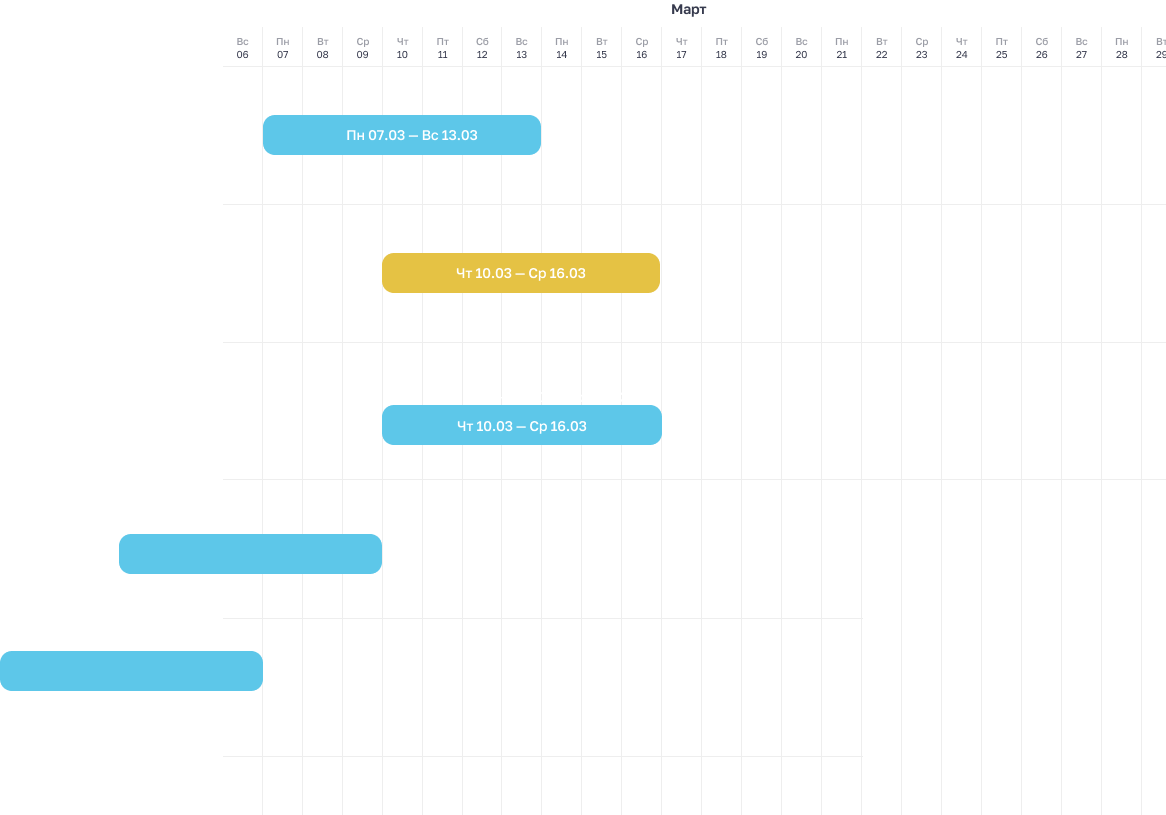 Март
Вс Пн Вт Ср Чт Пт Сб Вс Пн Вт Ср Чт Пт Сб Вс Пн Вт Ср Чт Пт Сб Вс Пн Вт
06 07 08 09 10 11 12 13 14 15 16 17 18 19 20 21 22 23 24 25 26 27 28 29
Пн 07.03 — Вс 13.03
Чт 10.03 — Ср 16.03
Чт 10.03 — Ср 16.03